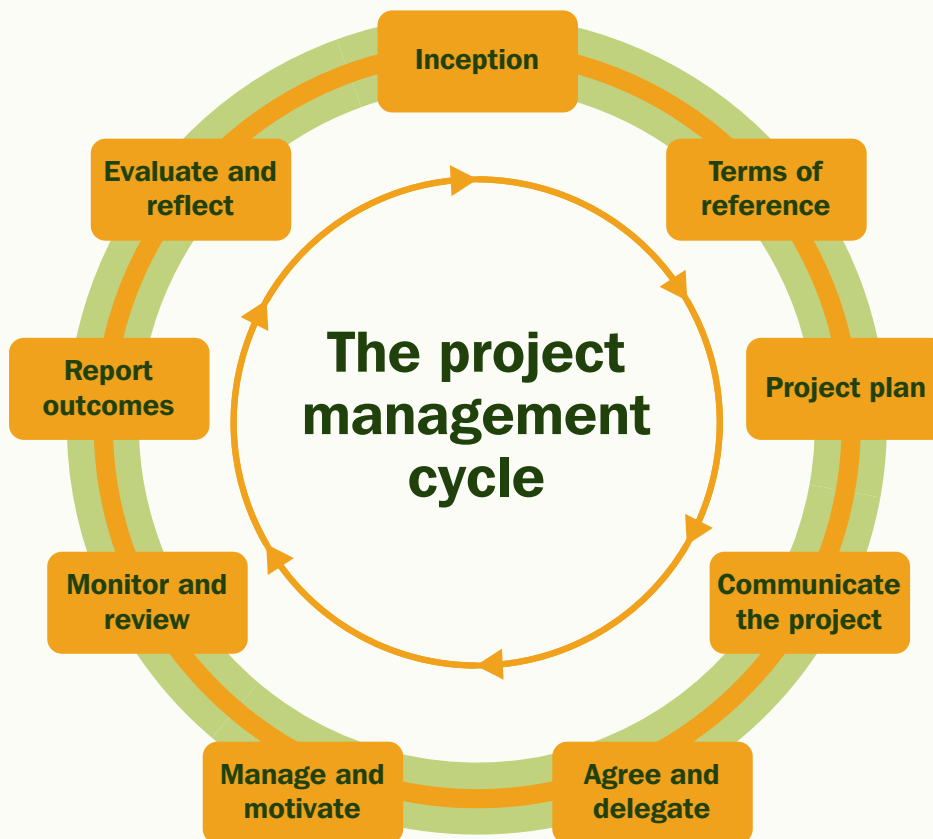 Inception
Terms of
reference
Project plan
Communicate
the project
Agree and
delegate
Manage and
motivate
Monitor and
review
Report
outcomes
Evaluate and
reflect
The project
management
cycle